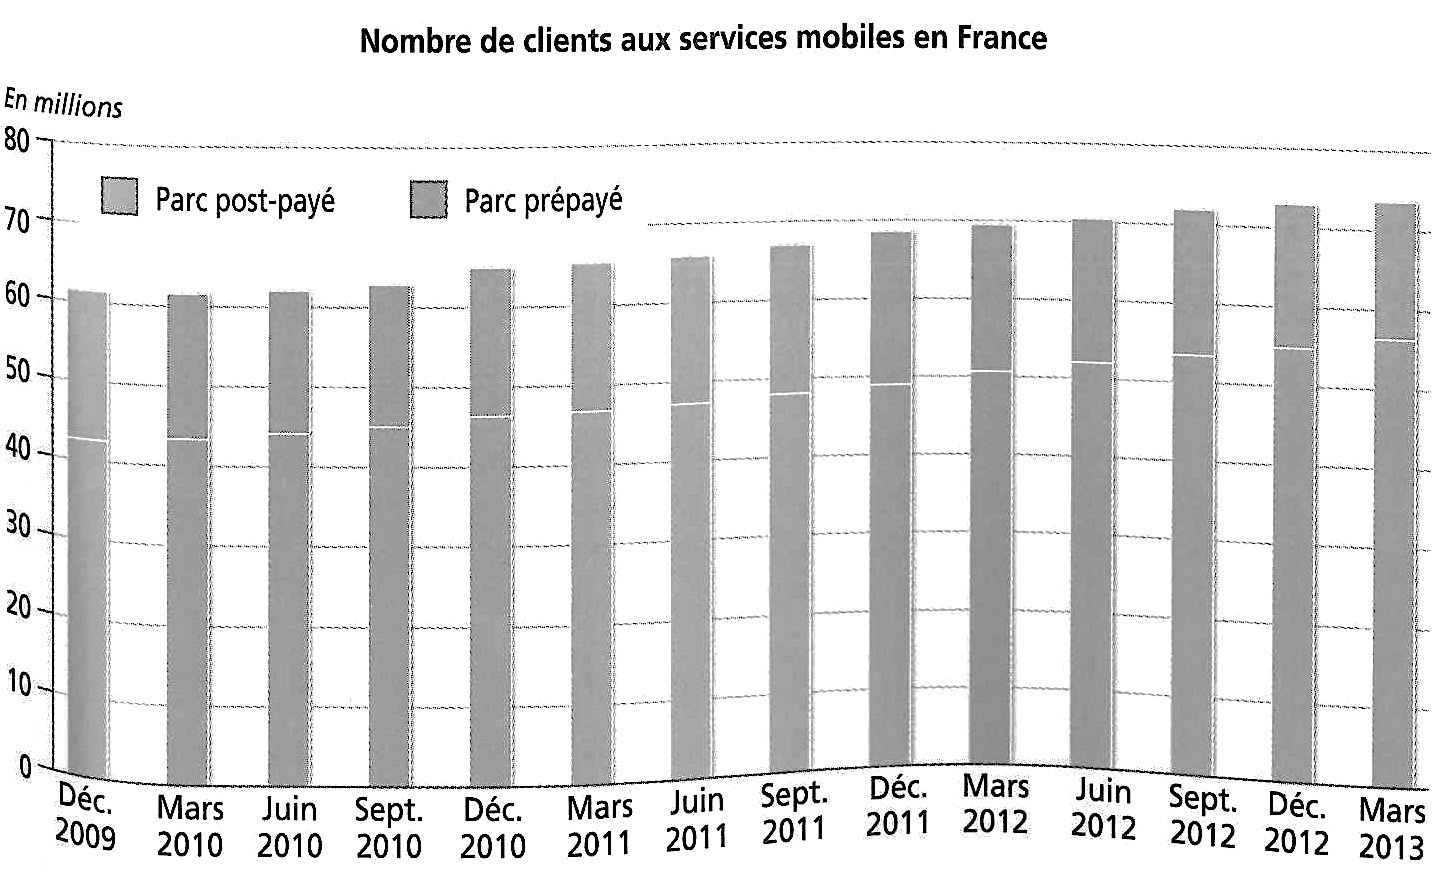 Nombre de clients aux services mobiles en France
En millions
80
Parc post-payé
Parc prépayé
70
60
50
40
30
20
10
0
Déc. 2009
Mars 2010
Juin 2010
Sept. 2010
Déc. 2010
Mars 2011
Juin 2011
Sept. 2011
Déc. 2011
Mars 2012
Juin 2012
Sept. 2012
Déc. 2012
Mars 2013